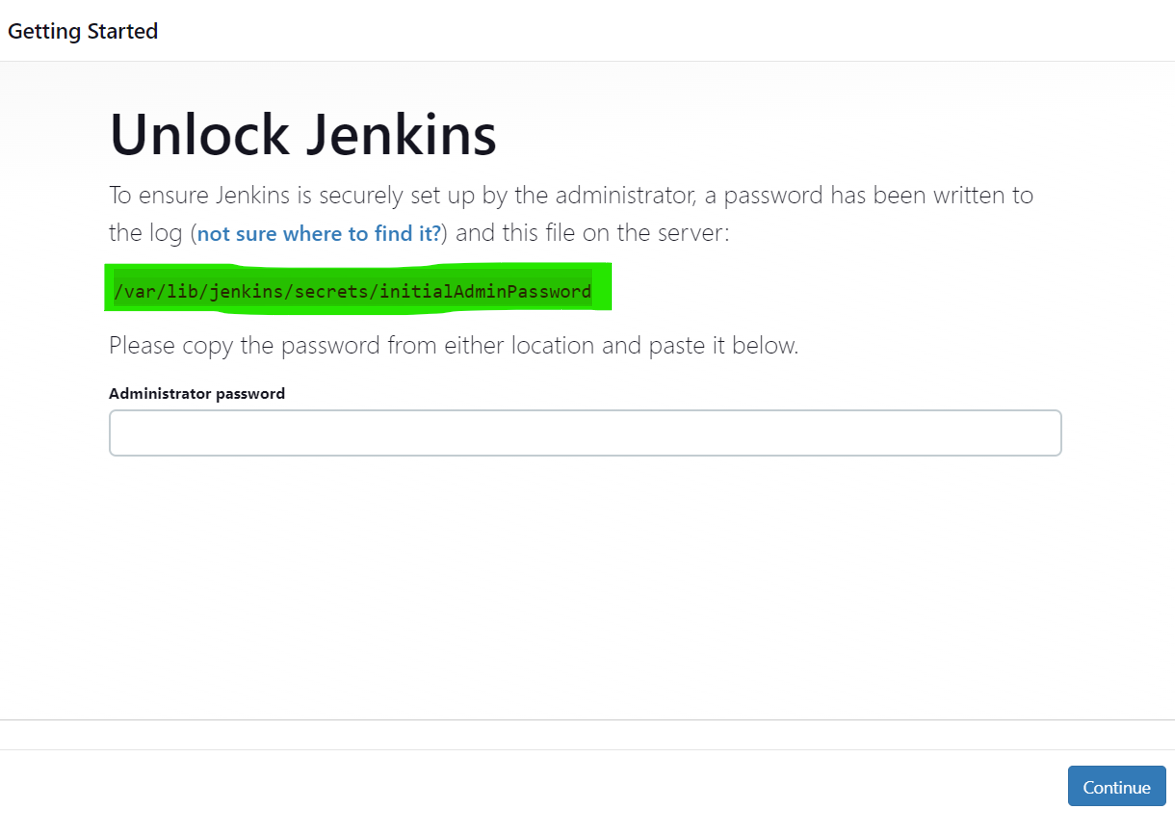 Getting Started
Unlock Jenkins
To ensure Jenkins is securely set up by the administrator, a password has been written to
the log (not sure where to find it?) and this file on the server:
/var/lib/jenkins/secrets/initialAdminPassword
Please copy the password from either location and paste it below.
Administrator password
Continue